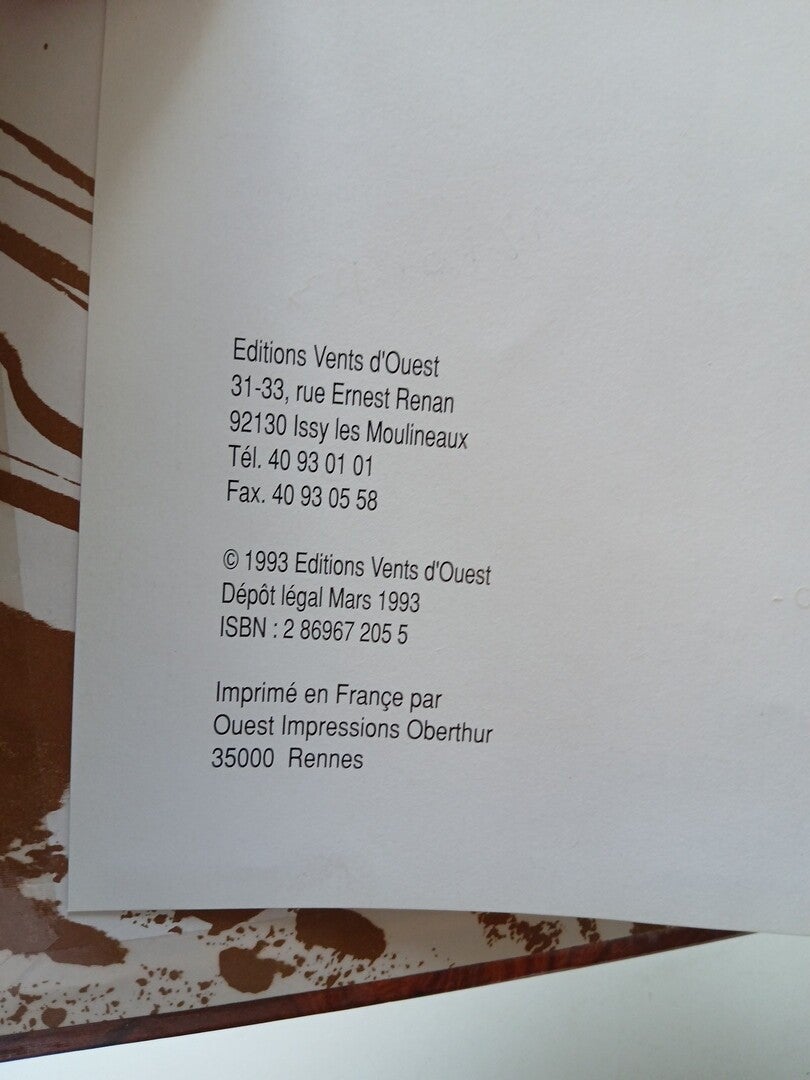 Editions Vents d'Ouest
31-33, rue Ernest Renan
92130 Issy les Moulineaux
Tél. 40 93 01 01
Fax. 40 93 05 58
© 1993 Editions Vents d'Ouest
Dépôt légal Mars 1993
ISBN : 2 86967 205 5
Imprimé en Françe par
Ouest Impressions Oberthur
35000 Rennes